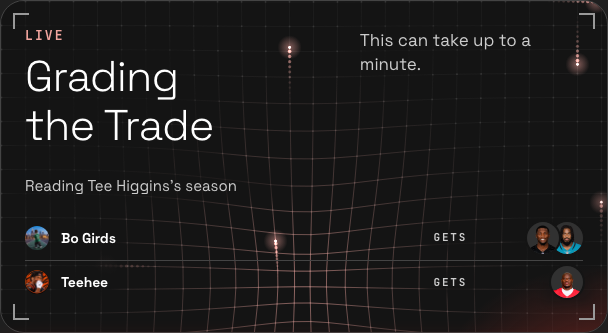 LIVE
Grading
the Trade
This can take up to a
minute.
Reading Tee Higgins's season
Bo Girds
GETS
Teehee
GETS